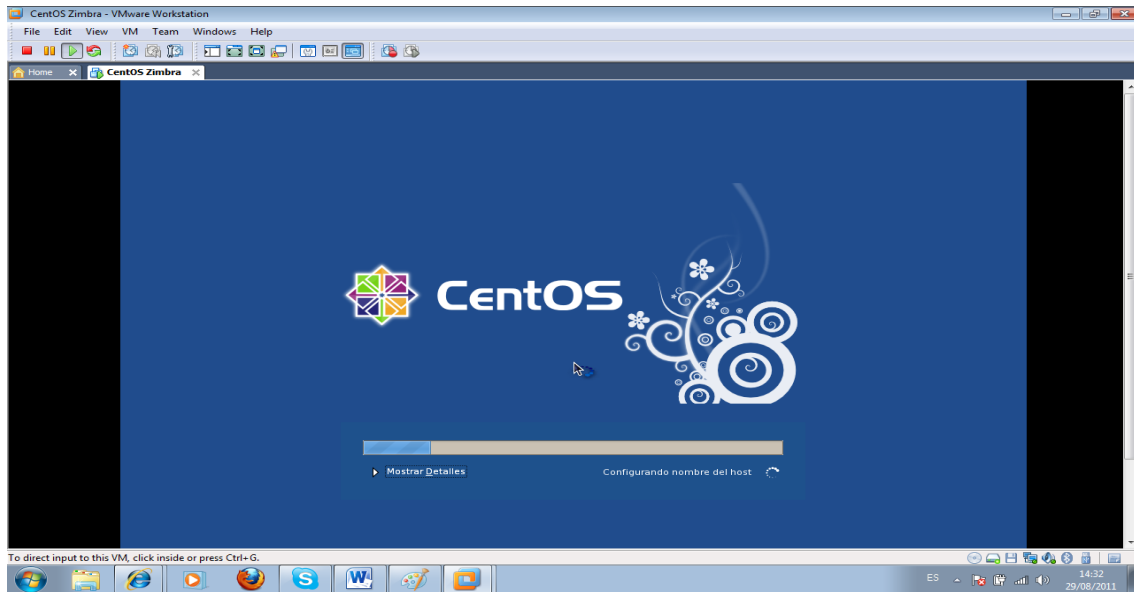 CentOS Zimbra - VMware Workstation
File Edit View VM Team Windows Help
Home CentOS Zimbra
CentOS
Mostrar Detalles Configurando nombre del host
To direct input to this VM, click inside or press Ctrl+G.
ES 14:32
29/08/2011